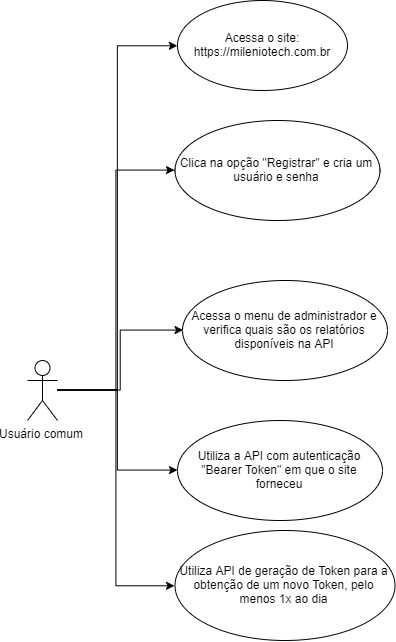 Acessa o site:
https://mileniotech.com.br
Clica na opção "Registrar" e cria um
usuário e senha
Acessa o menu de administrador e
verifica quais são os relatórios
disponíveis na API
Usuário comum
Utiliza a API com autenticação
"Bearer Token" em que o site
forneceu
Utiliza API de geração de Token para a
obtenção de um novo Token, pelo
menos 1x ao dia